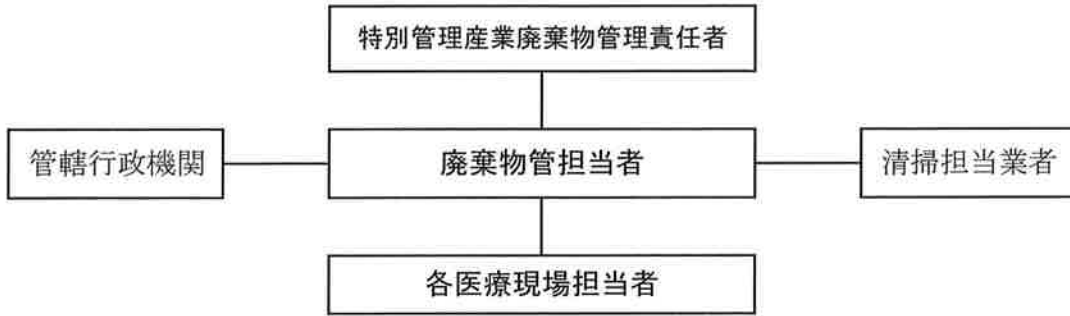 特別管理産業廃棄物管理責任者
管轄行政機関
廃棄物管担当者
清掃担当業者
各医療現場担当者